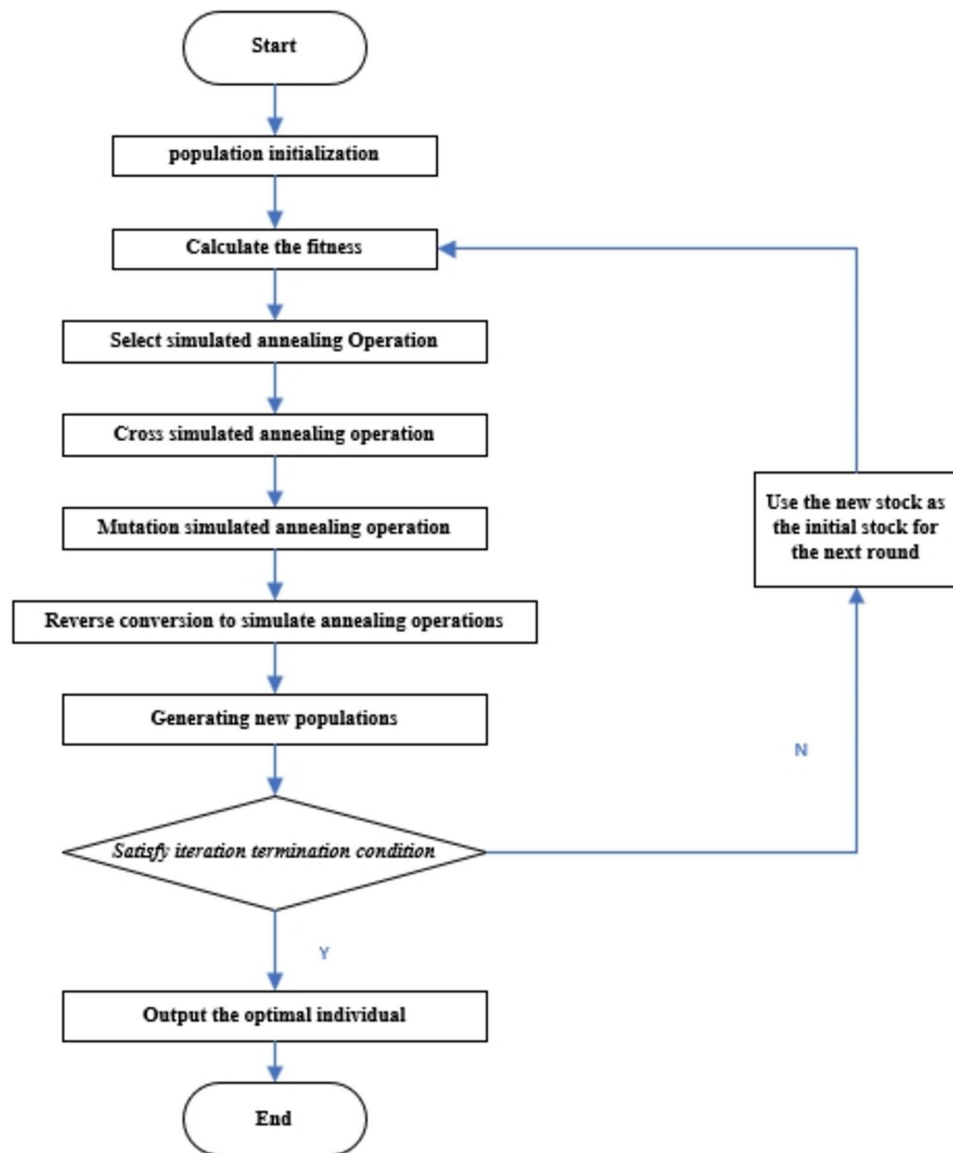 Start
population initialization
Calculate the fitness
Select simulated annealing Operation
Cross simulated annealing operation
Mutation simulated annealing operation
Use the new stock as
the initial stock for
the next round
Reverse conversion to simulate annealing operations
Generating new populations
N
Satisfy iteration termination condition
Y
Output the optimal individual
End